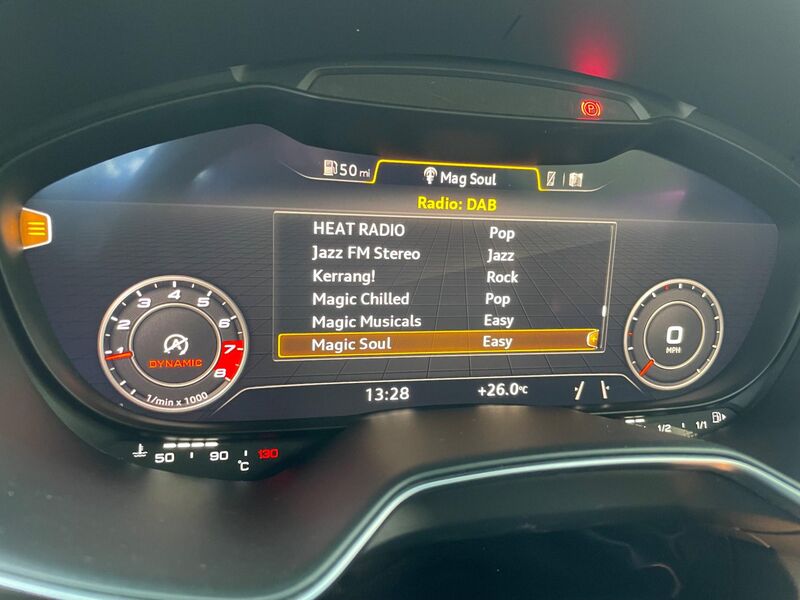 P
50 mi
Mag Soul
Radio: DAB
HEAT RADIO Pop
Jazz FM Stereo Jazz
Kerrang! Rock
Magic Chilled Pop
Magic Musicals Easy
Magic Soul Easy
1 2 3 4 5 6 7 8
A
DYNAMIC
1/min x 1000
0
MPH
13:28
+26.0°C
50 90 130
°C
1/2 1/1